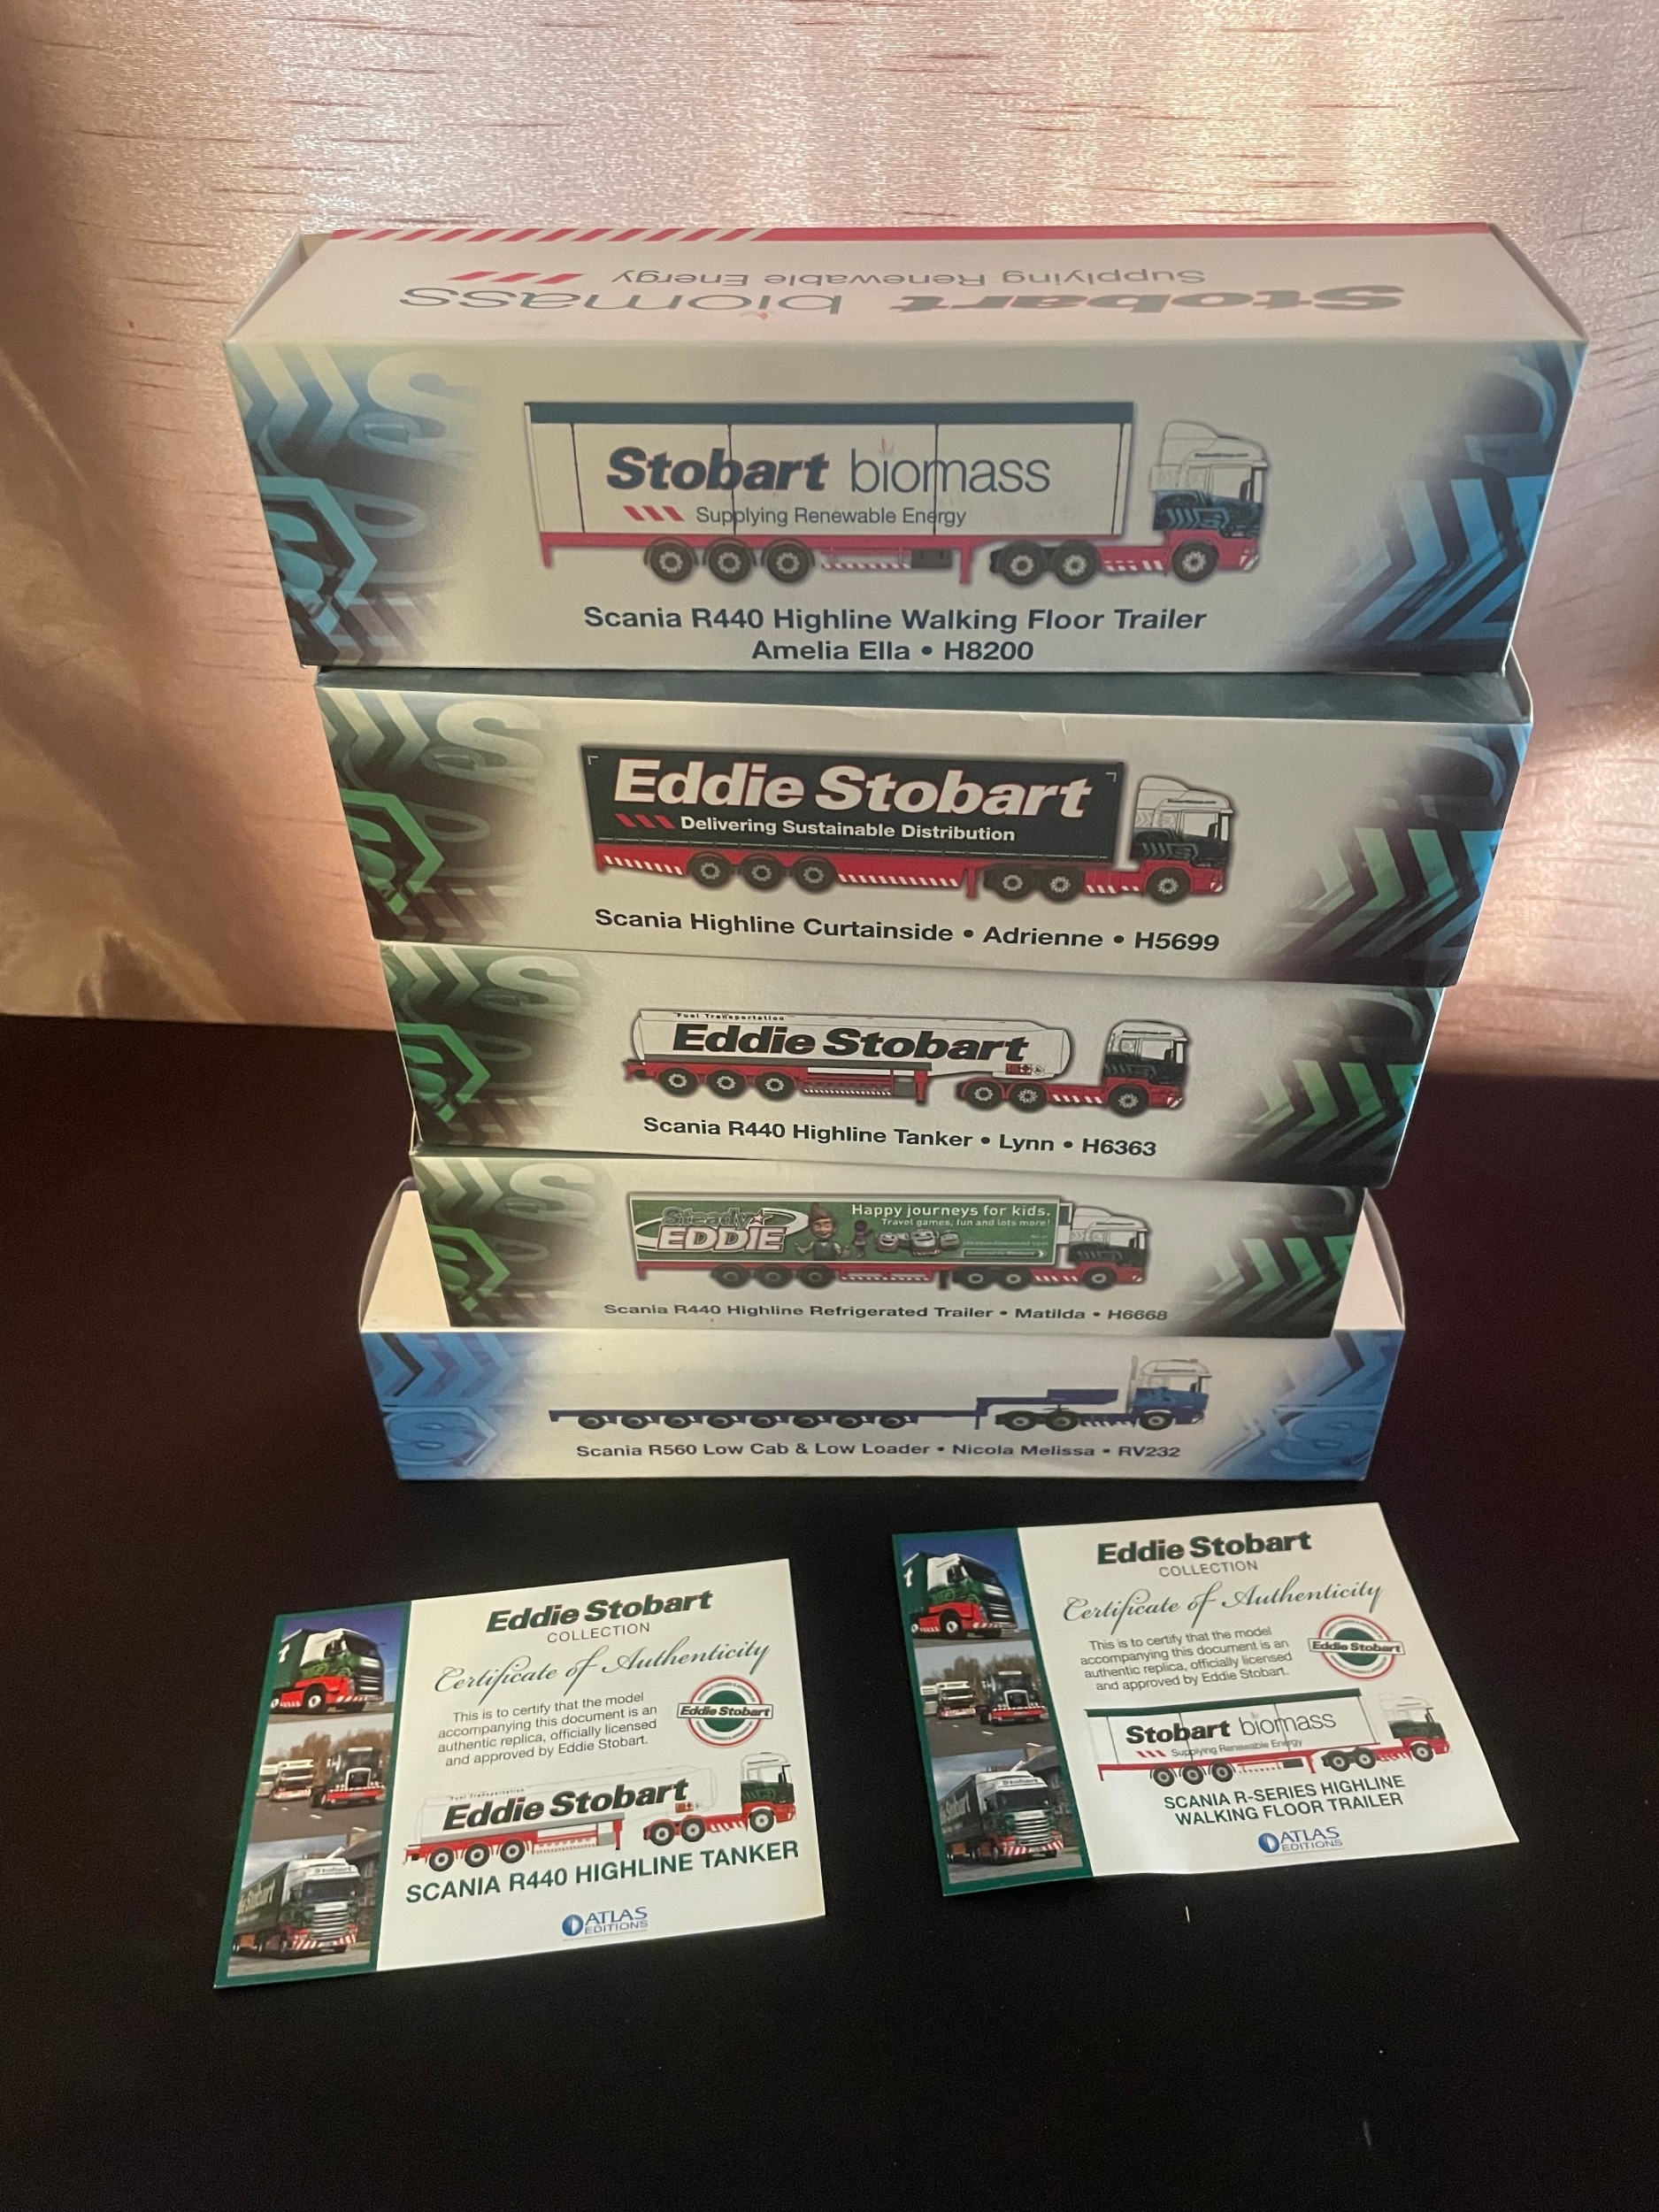 Stobart biomass
Supplying Renewable Energy
Stobart biomass
Supplying Renewable Energy
Scania R440 Highline Walking Floor Trailer
Amelia Ella • H8200
Eddie Stobart
Delivering Sustainable Distribution
Scania Highline Curtainside • Adrienne • H5699
Fuel Transportation
Eddie Stobart
Scania R440 Highline Tanker • Lynn • H6363
Steady EDDIE
Happy journeys for kids.
Travel games, fun and lots more!
Scania R440 Highline Refrigerated Trailer • Matilda • H6668
Scania R560 Low Cab & Low Loader • Nicola Melissa • RV232
Eddie Stobart
COLLECTION
Certificate of Authenticity
This is to certify that the model
accompanying this document is an
authentic replica, officially licensed
and approved by Eddie Stobart.
Eddie Stobart
Fuel Transportation
Eddie Stobart
SCANIA R440 HIGHLINE TANKER
ATLAS
EDITIONS
Eddie Stobart
COLLECTION
Certificate of Authenticity
This is to certify that the model
accompanying this document is an
authentic replica, officially licensed
and approved by Eddie Stobart.
Eddie Stobart
Stobart biomass
Supplying Renewable Energy
SCANIA R-SERIES HIGHLINE
WALKING FLOOR TRAILER
ATLAS
EDITIONS